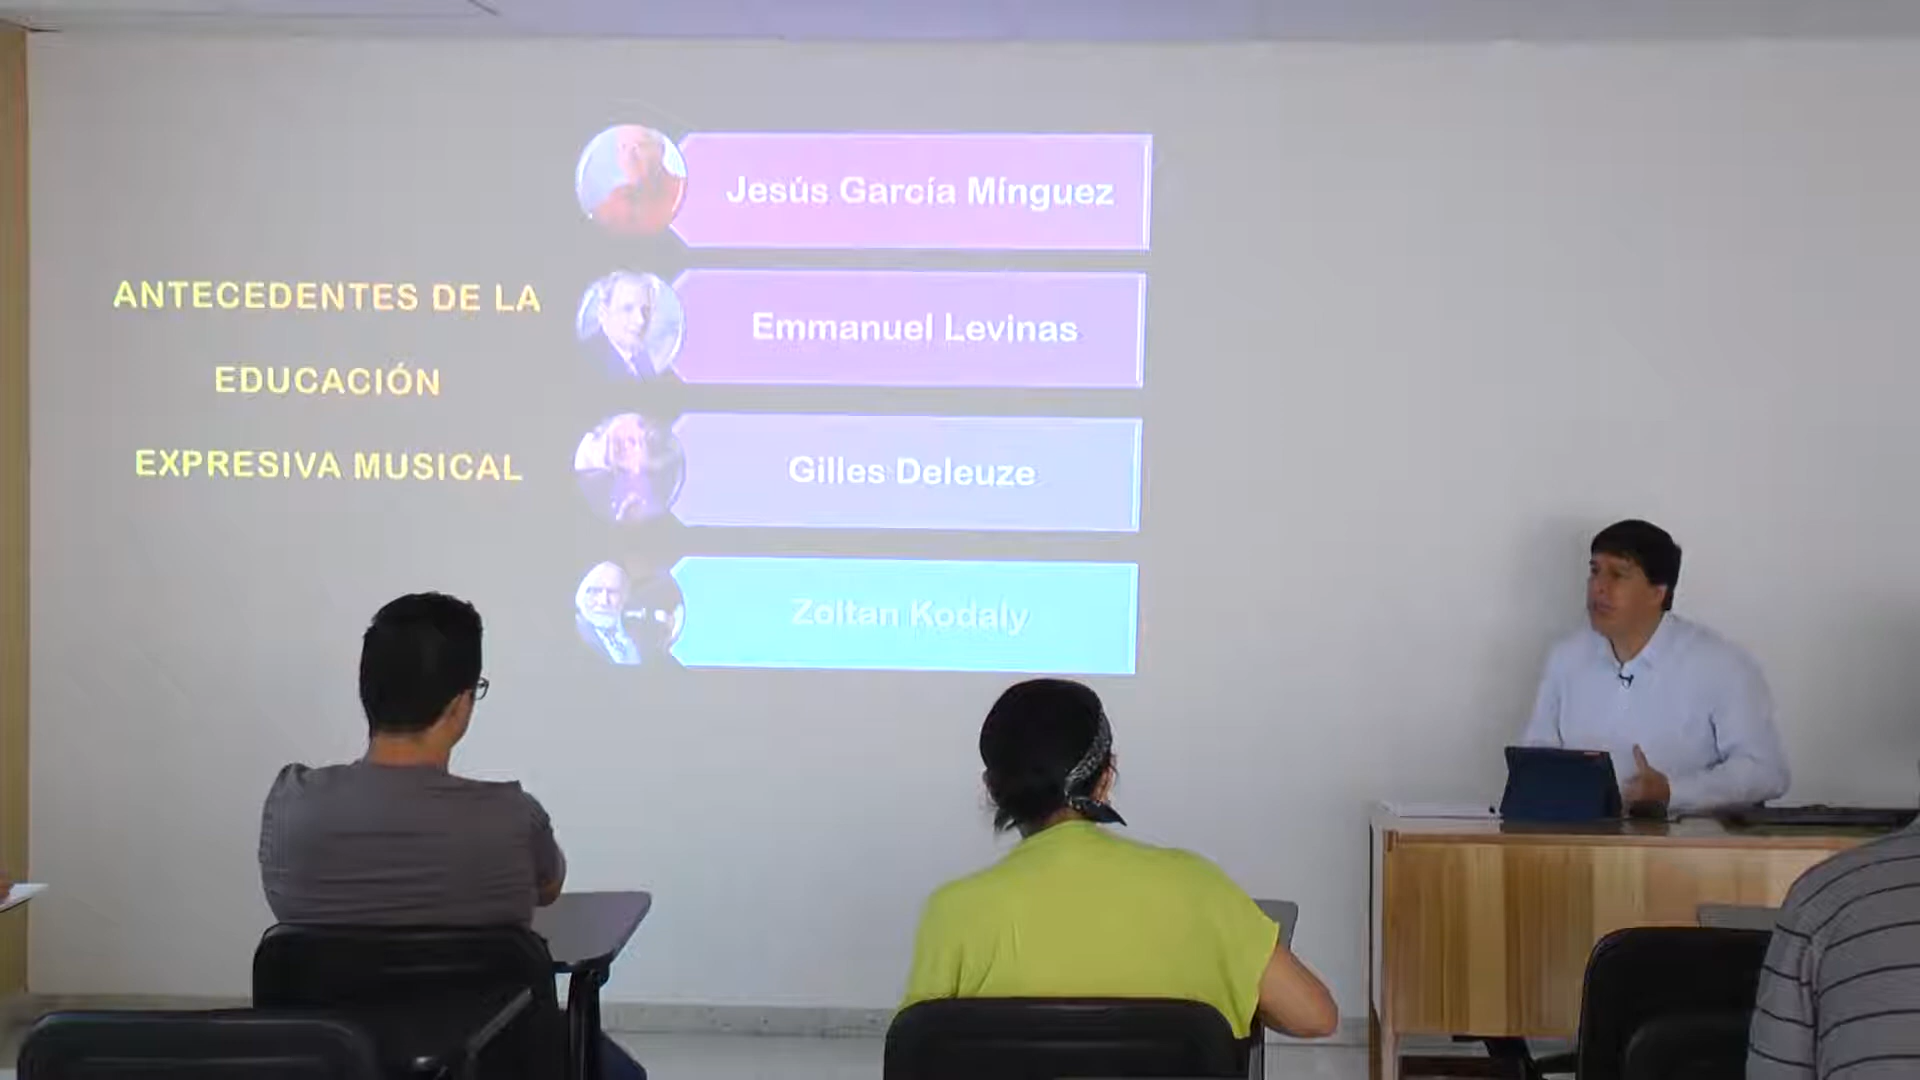 ANTECEDENTES DE LA
EDUCACIÓN
EXPRESIVA MUSICAL
Jesús García Mínguez
Emmanuel Levinas
Gilles Deleuze
Zoltan Kodaly